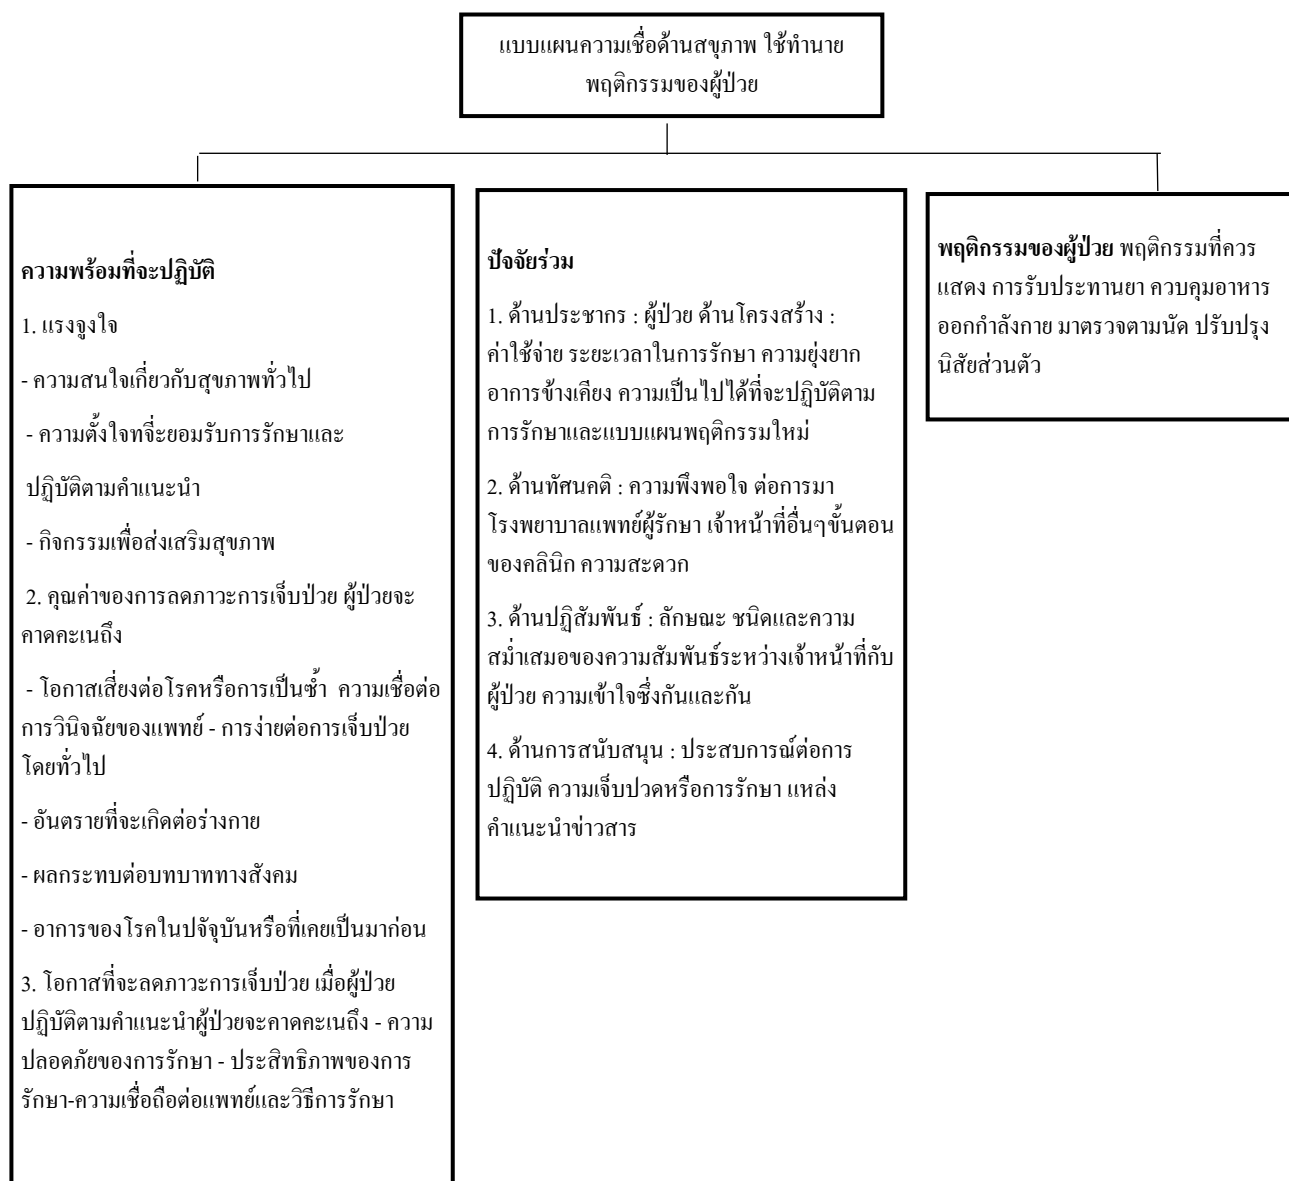 แบบแผนความเชื่อด้านสขุภาพ ใช้ทำนาย
พฤติกรรมของผู้ป่วย
ความพร้อมที่จะปฏิบัติ
1. แรงจูงใจ
- ความสนใจเกี่ยวกับสุขภาพทั่วไป
- ความตั้งใจทจี่ะยอมรับการรักษาและ
ปฏิบัติตามคำแนะนำ
- กิจกรรมเพื่อส่งเสริมสุขภาพ
2. คุณค่าของการลดภาวะการเจ็บป่วย ผู้ป่วยจะ
คาดคะเนถึง
- โอกาสเสี่ยงต่อโรคหรือการเป็นซ้ำ ความเชื่อต่อ
การวินิจฉัยของแพทย์ - การง่ายต่อการเจ็บป่วย
โดยทั่วไป
- อันตรายที่จะเกิดต่อร่างกาย
- ผลกระทบต่อบทบาททางสังคม
- อาการของโรคในปจัจุบันหรือที่เคยเป็นมาก่อน
3. โอกาสที่จะลดภาวะการเจ็บป่วย เมื่อผู้ป่วย
ปฏิบัติตามคำแนะนำผู้ป่วยจะคาดคะเนถึง - ความ
ปลอดภัยของการรักษา - ประสิทธิภาพของการ
รักษา-ความเชื่อถือต่อแพทย์และวิธีการรักษา
ปัจจัยร่วม
1. ด้านประชากร : ผู้ป่วย ด้านโครงสร้าง :
ค่าใช้จ่าย ระยะเวลาในการรักษา ความยุ่งยาก
อาการข้างเคียง ความเป็นไปได้ที่จะปฏิบัติตาม
การรักษาและแบบแผนพฤติกรรมใหม่
2. ด้านทัศนคติ : ความพึงพอใจ ต่อการมา
โรงพยาบาลแพทย์ผู้รักษา เจ้าหน้าที่อื่นๆขั้นตอน
ของคลินิก ความสะดวก
3. ด้านปฏิสัมพันธ์ : ลักษณะ ชนิดและความ
สม่ำเสมอของความสัมพันธ์ระหว่างเจ้าหน้าที่กับ
ผู้ป่วย ความเข้าใจซึ่งกันและกัน
4. ด้านการสนับสนุน : ประสบการณ์ต่อการ
ปฏิบัติ ความเจ็บปวดหรือการรักษา แหล่ง
คำแนะนำข่าวสาร
พฤติกรรมของผู้ป่วย พฤติกรรมที่ควร
แสดง การรับประทานยา ควบคุมอาหาร
ออกกำลังกาย มาตรวจตามนัด ปรับปรุง
นิสัยส่วนตัว